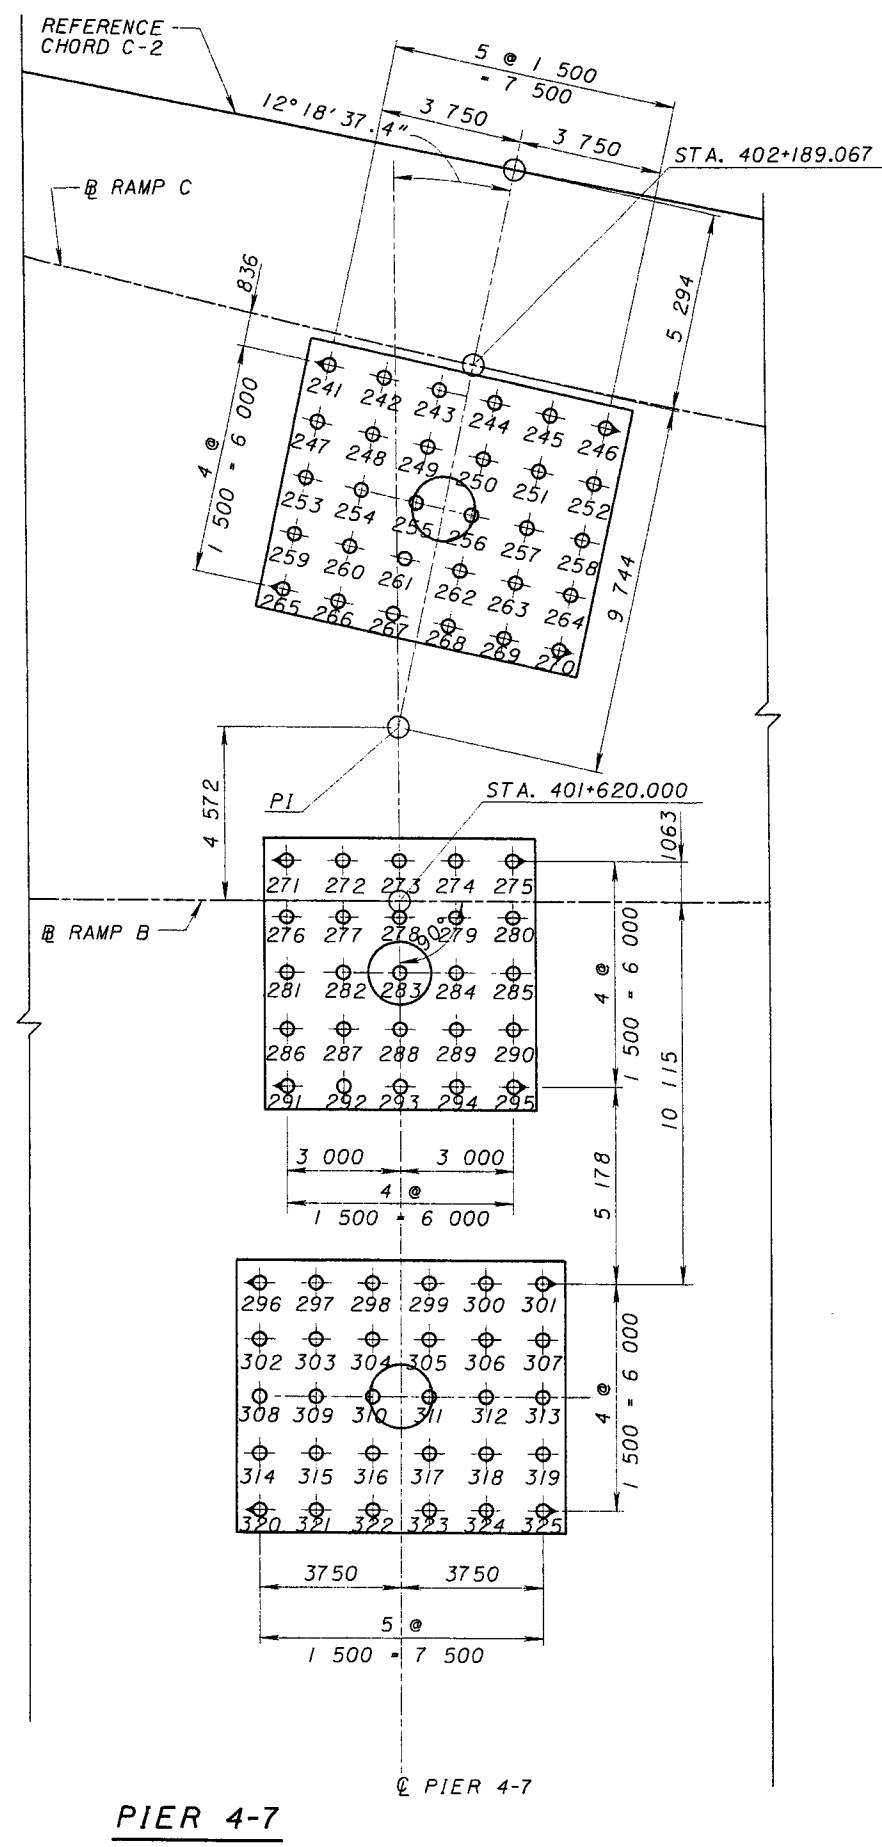 REFERENCE
CHORD C-2
5 @ 1 500
= 7 500
12°18'37.4"
3 750
3 750
STA. 402+189.067
℄ RAMP C
836
5 294
4 @
1 500 = 6 000
241 242 243 244 245 246
247 248 249 250 251 252
253 254 255 256 257 258
259 260 261 262 263 264
265 266 267 268 269 270
9 744
4 572
PI
STA. 401+620.000
1063
271 272 273 274 275
℄ RAMP B
276 277 278 279 280
90°
281 282 283 284 285
286 287 288 289 290
291 292 293 294 295
4 @
1 500 = 6 000
10 115
3 000 3 000
4 @
1 500 = 6 000
5 178
296 297 298 299 300 301
302 303 304 305 306 307
308 309 310 311 312 313
314 315 316 317 318 319
320 321 322 323 324 325
4 @
1 500 = 6 000
3750 3750
5 @
1 500 = 7 500
℄ PIER 4-7
PIER 4-7